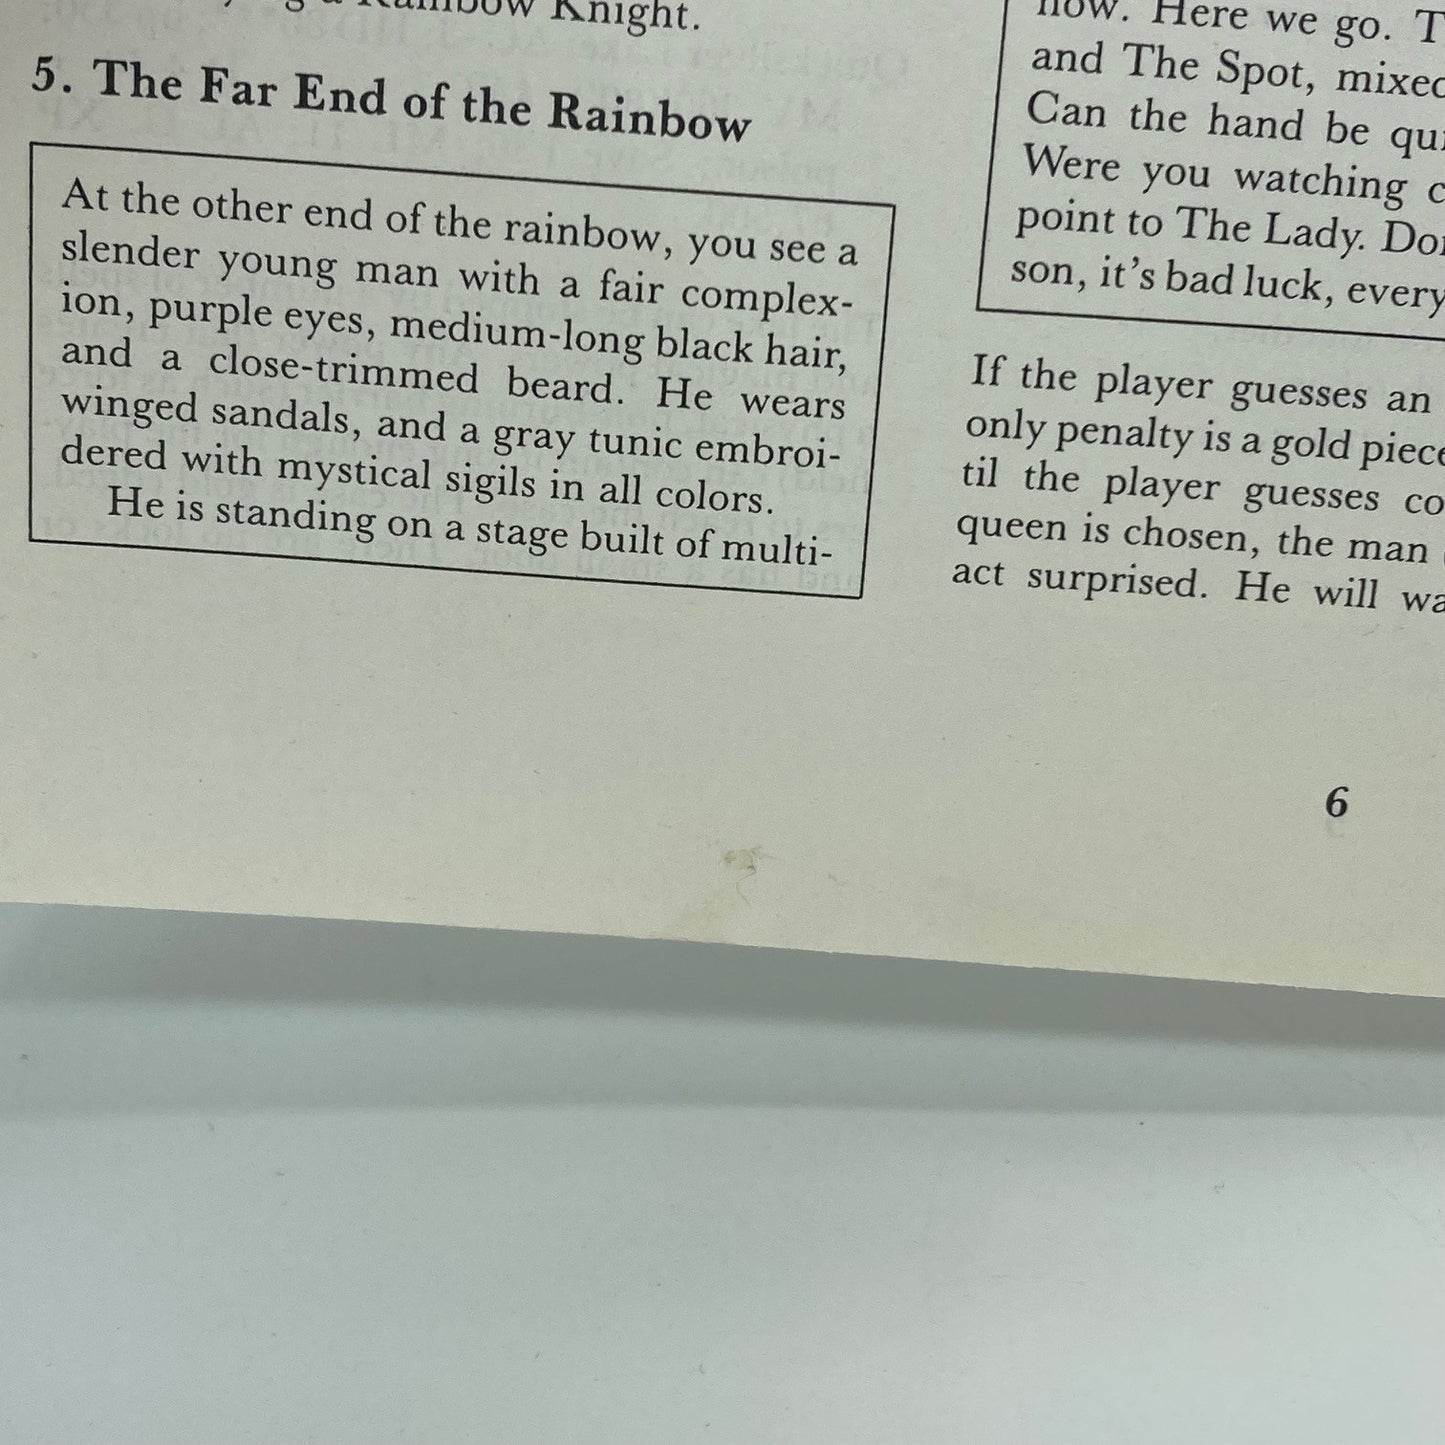 Knight.
5. The Far End of the Rainbow
At the other end of the rainbow, you see a
slender young man with a fair complex-
ion, purple eyes, medium-long black hair,
and a close-trimmed beard. He wears
winged sandals, and a gray tunic embroi-
dered with mystical sigils in all colors.
He is standing on a stage built of multi-
now. Here we go.
and The Spot,
Can the hand be
Were you watching
point to The Lady.
son, it's bad luck,
If the player guesses an
only penalty is a gold
til the player guesses
queen is chosen, the man
act surprised. He will
6